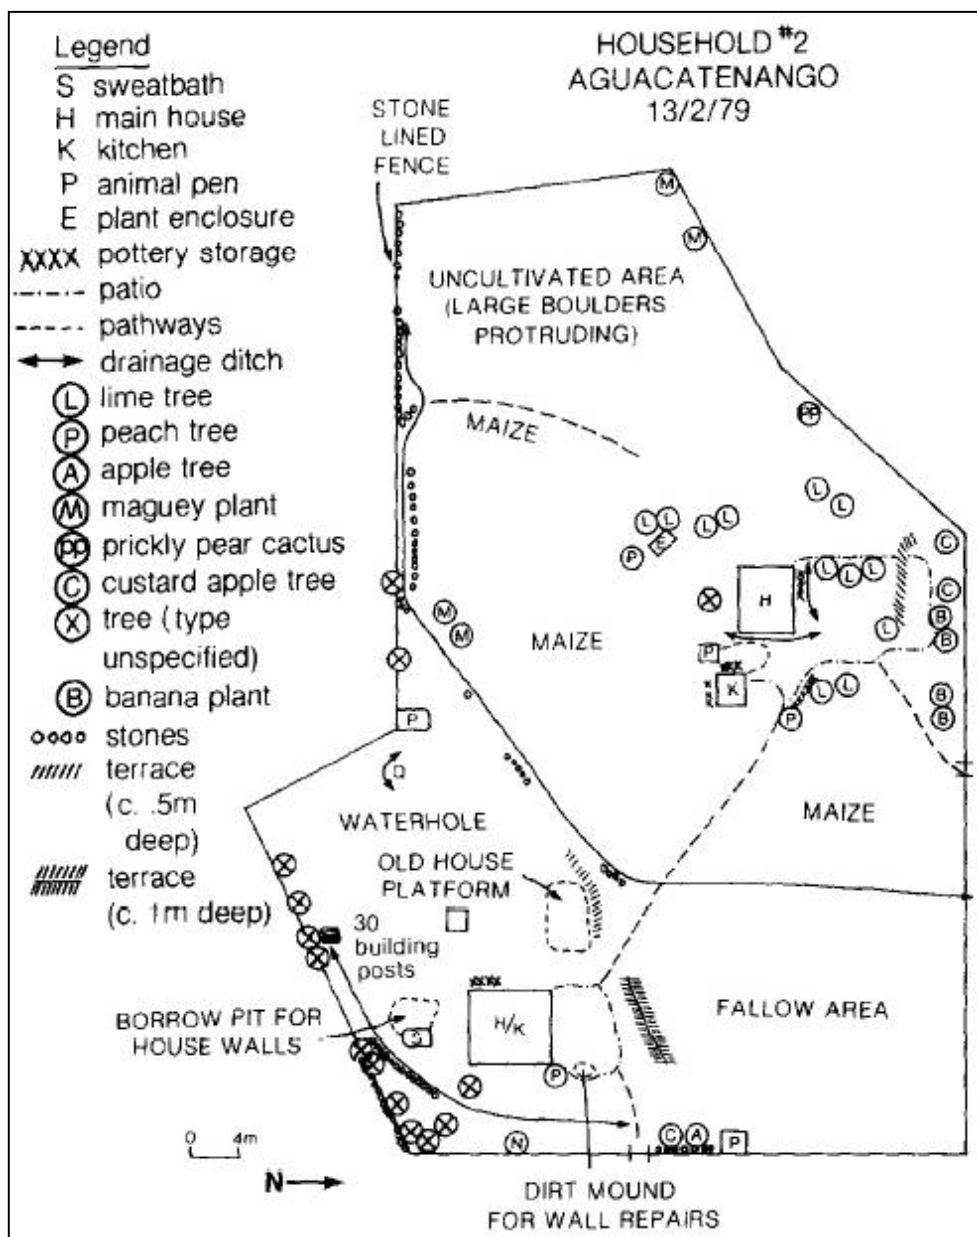 HOUSEHOLD #2
AGUACATENANGO
13/2/79
Legend
S sweatbath
H main house
K kitchen
P animal pen
E plant enclosure
xxxx pottery storage
patio
pathways
drainage ditch
L lime tree
P peach tree
A apple tree
M maguey plant
PP prickly pear cactus
C custard apple tree
X tree (type
unspecified)
B banana plant
stones
terrace
(c. .5m
deep)
terrace
(c. 1m deep)
STONE
LINED
FENCE
M
M
UNCULTIVATED AREA
(LARGE BOULDERS
PROTRUDING)
PP
MAIZE
L
L
L L
L L
E
P
C
L L L
H
C
B
B
L
M
M
MAIZE
P
K
L L
P
B
B
P
Q
WATERHOLE
MAIZE
OLD HOUSE
PLATFORM
30
building
posts
BORROW PIT FOR
HOUSE WALLS
S
H/K
FALLOW AREA
P
C A
P
N
0 4m
N
DIRT MOUND
FOR WALL REPAIRS